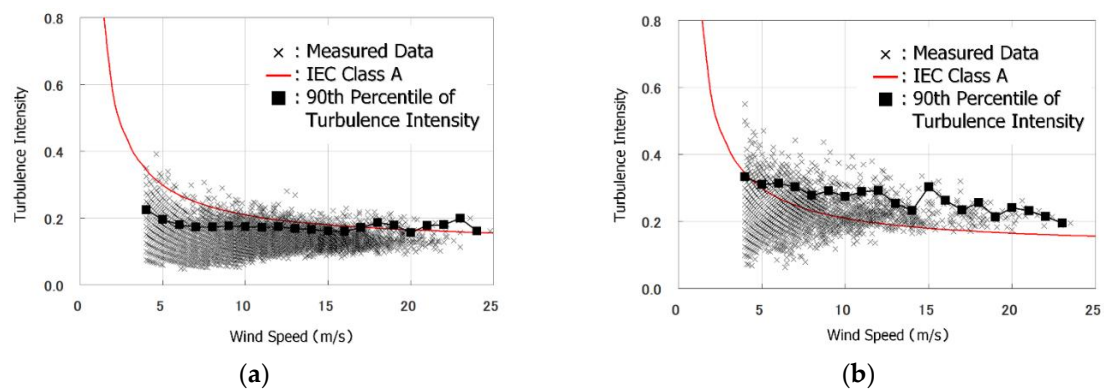 0.8
0.6
0.4
0.2
0.0
Turbulence Intensity
× : Measured Data
: IEC Class A
: 90th Percentile of
Turbulence Intensity
0 5 10 15 20 25
Wind Speed (m/s)
(a)
0.8
0.6
0.4
0.2
0.0
Turbulence Intensity
× : Measured Data
: IEC Class A
: 90th Percentile of
Turbulence Intensity
0 5 10 15 20 25
Wind Speed (m/s)
(b)